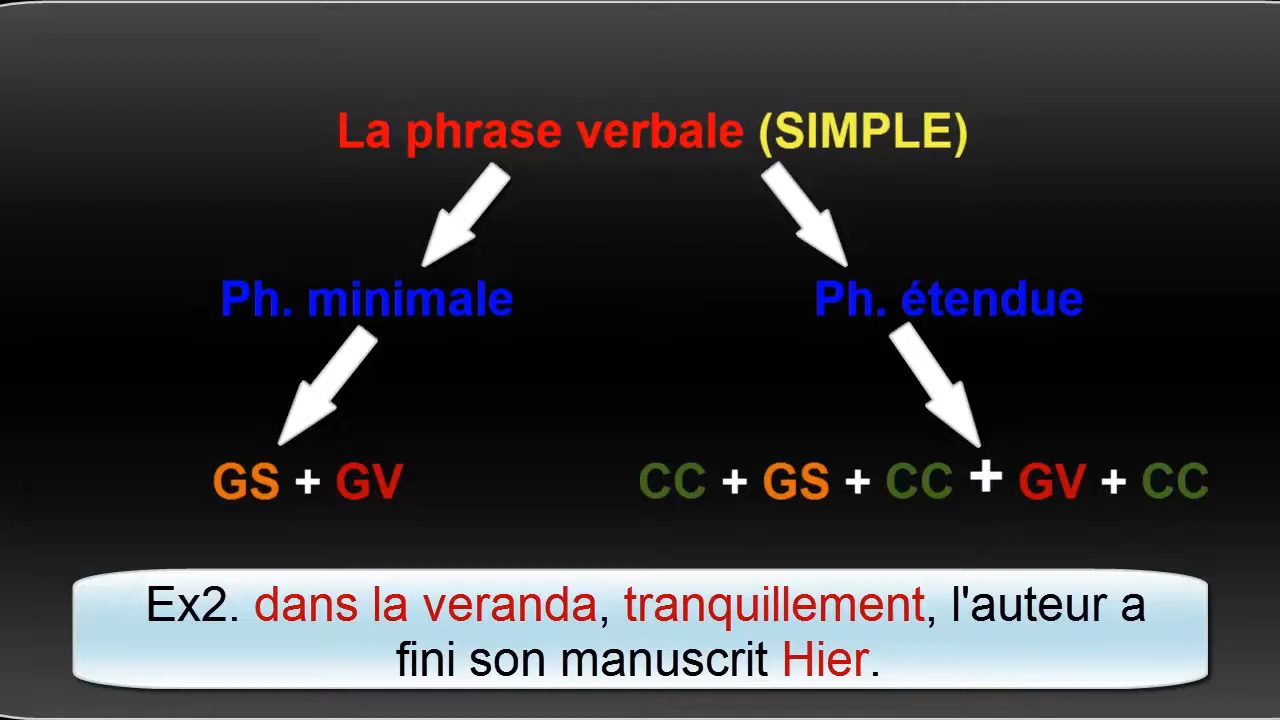 La phrase verbale (SIMPLE)
Ph. minimale
Ph. étendue
GS + GV
CC + GS + CC + GV + CC
Ex2. dans la veranda, tranquillement, l'auteur a
fini son manuscrit Hier.